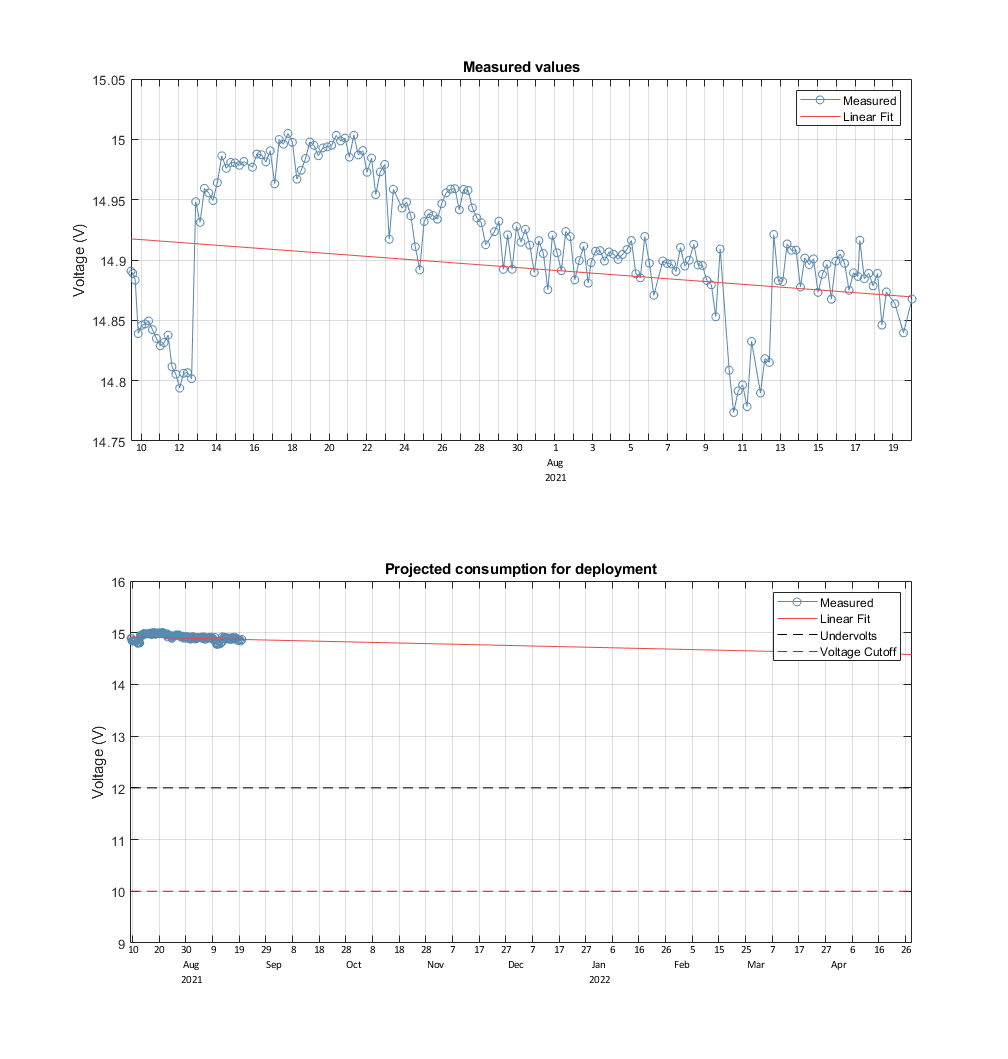 Measured values
Voltage (V)
15.05
15
14.95
14.9
14.85
14.8
14.75
Measured
Linear Fit
10 12 14 16 18 20 22 24 26 28 30 1 3 5 7 9 11 13 15 17 19
Aug
2021
Projected consumption for deployment
Voltage (V)
16
15
14
13
12
11
10
9
Measured
Linear Fit
Undervolts
Voltage Cutoff
10 20 30 9 19 29 8 18 28 8 18 28 7 17 27 7 17 27 6 16 26 5 15 25 7 17 27 6 16 26
Aug Sep Oct Nov Dec Jan Feb Mar Apr
2021 2022